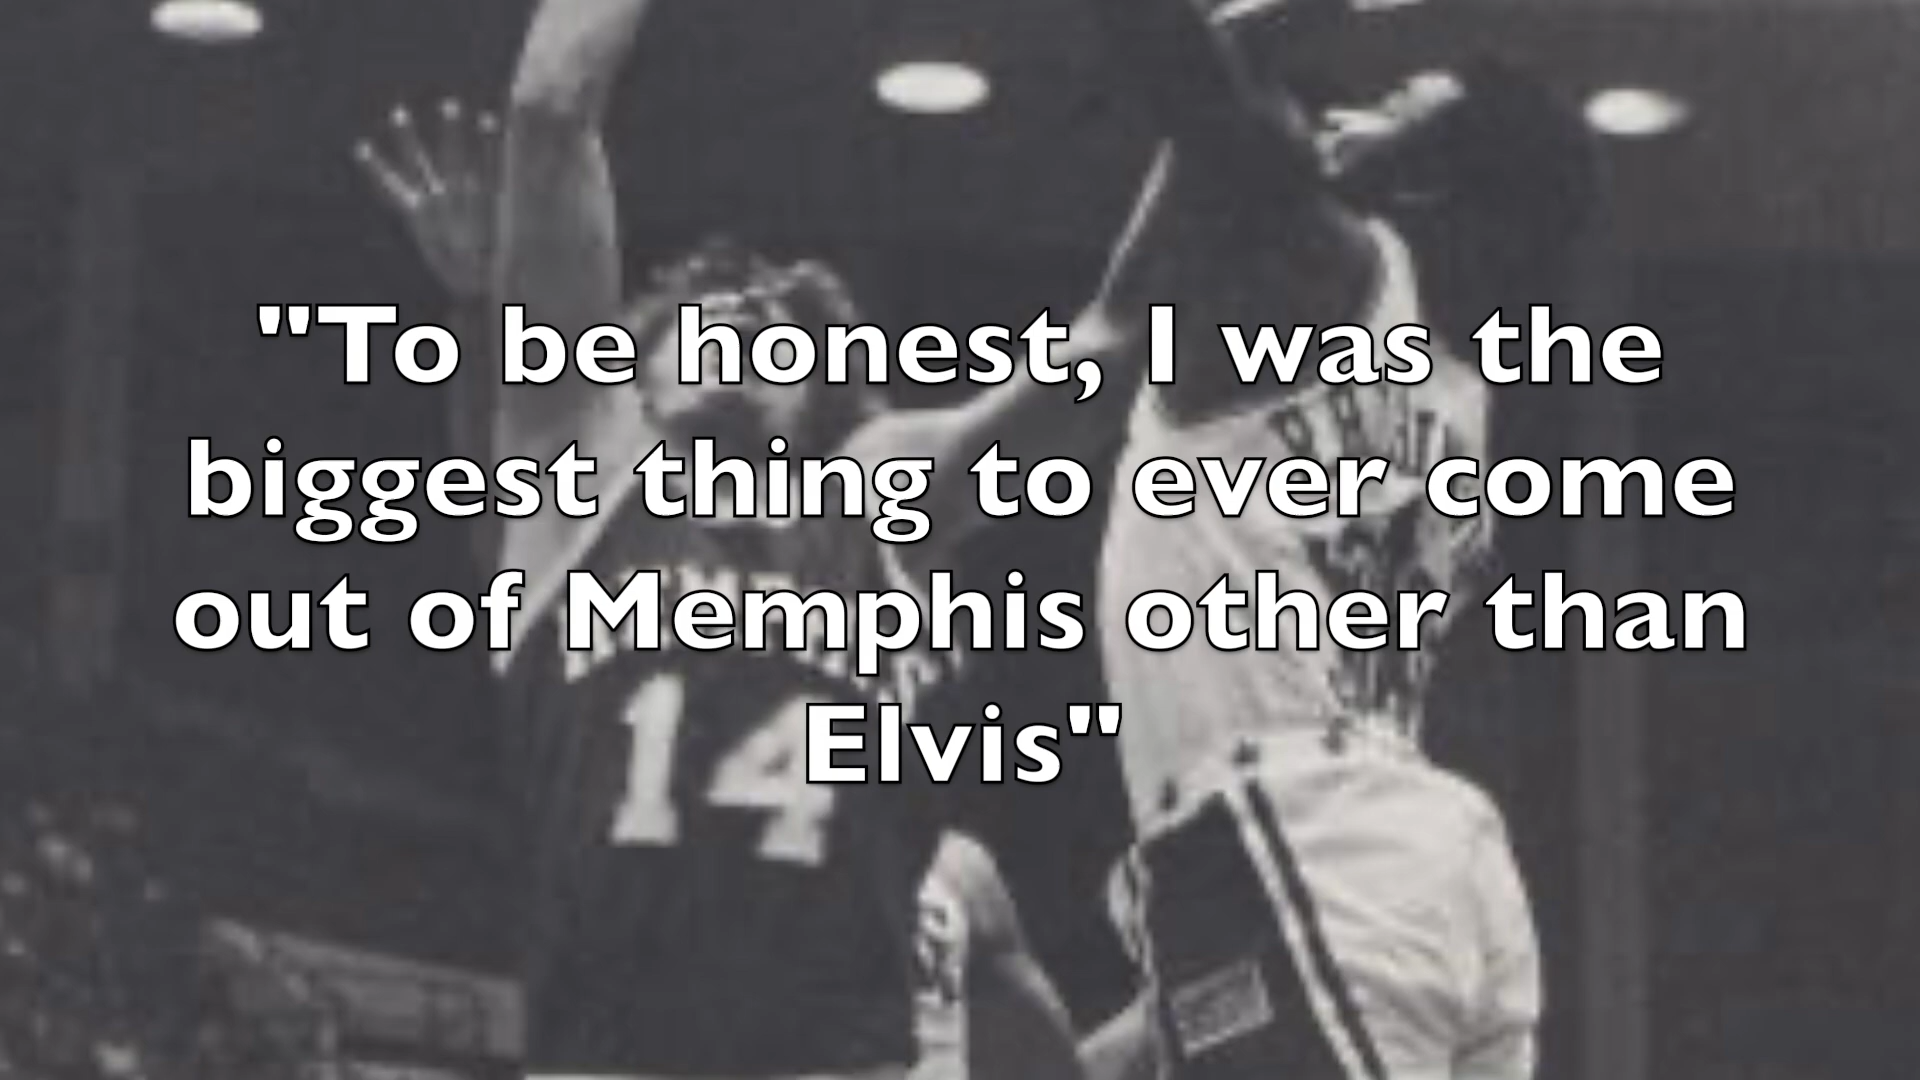 "To be honest, I was the
biggest thing to ever come
out of Memphis other than
Elvis"
14